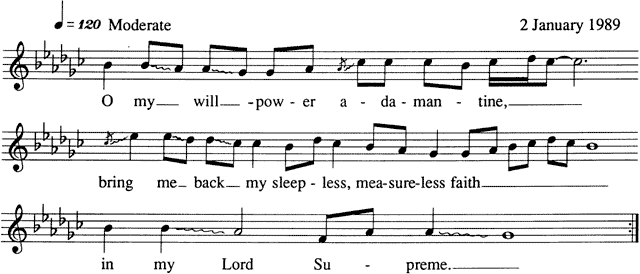 ♩ = 120 Moderate 2 January 1989
O my will -pow - er a - da - man - tine,
bring me back my sleep - less, mea-sure-less faith
in my Lord Su - preme.